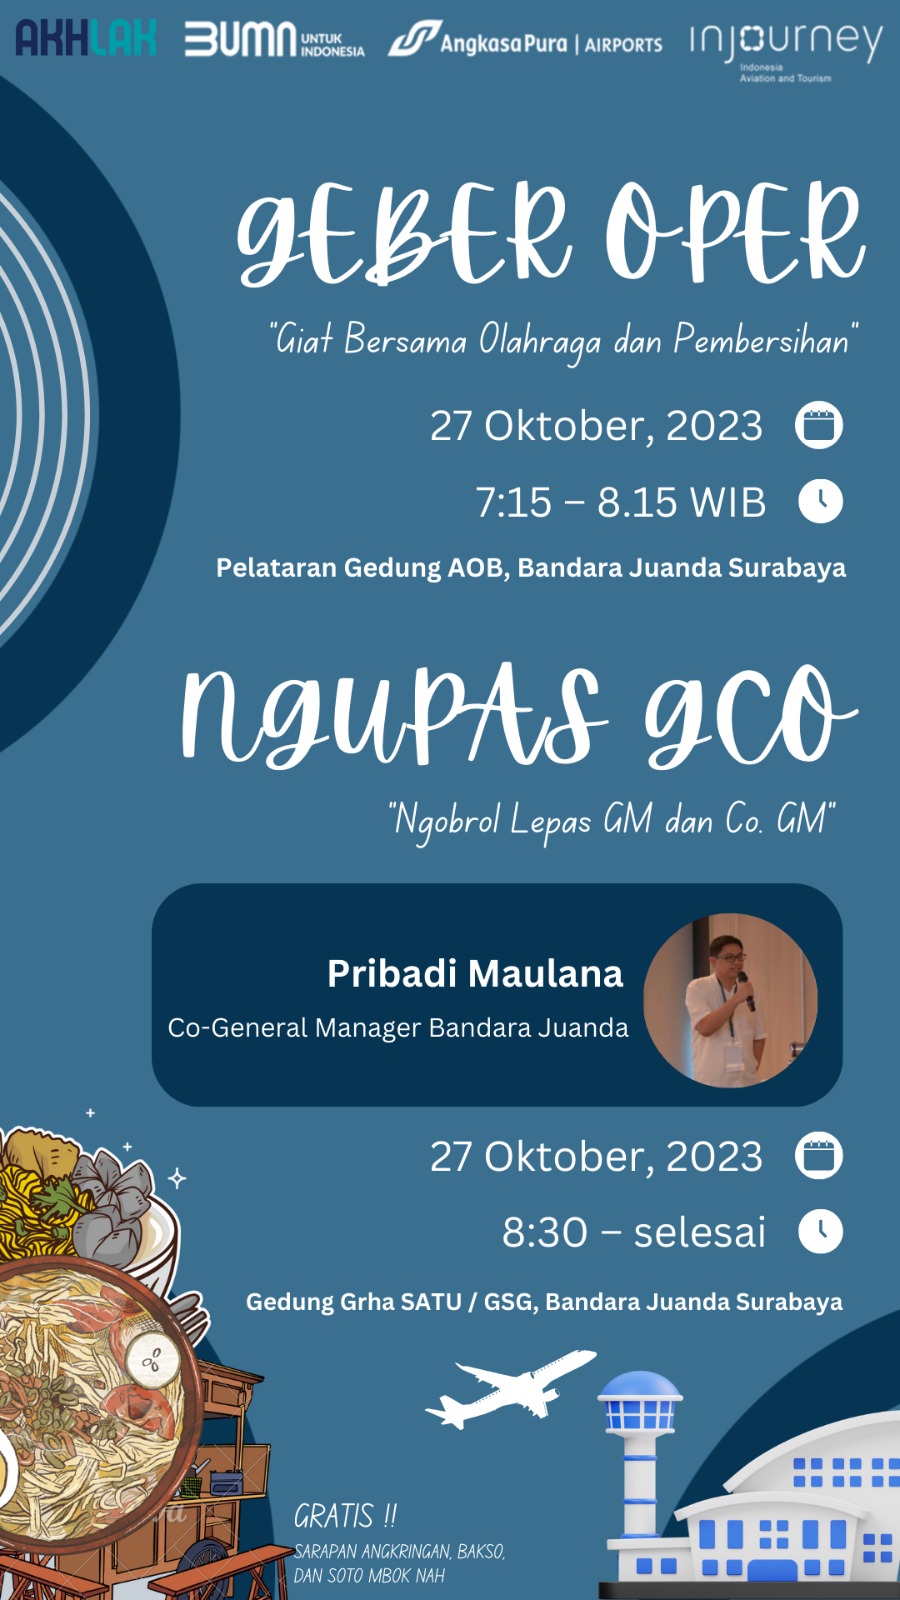 AKHLAK
BUMN UNTUK INDONESIA
AngkasaPura | AIRPORTS
injourney
Indonesia
Aviation and Tourism
GEBER OPER
"Giat Bersama Olahraga dan Pembersihan"
27 Oktober, 2023
7:15 – 8.15 WIB
Pelataran Gedung AOB, Bandara Juanda Surabaya
NGUPAS GCO
"Ngobrol Lepas GM dan Co. GM"
Pribadi Maulana
Co-General Manager Bandara Juanda
27 Oktober, 2023
8:30 – selesai
Gedung Grha SATU / GSG, Bandara Juanda Surabaya
GRATIS !!
SARAPAN ANGKRINGAN, BAKSO,
DAN SOTO MBOK NAH